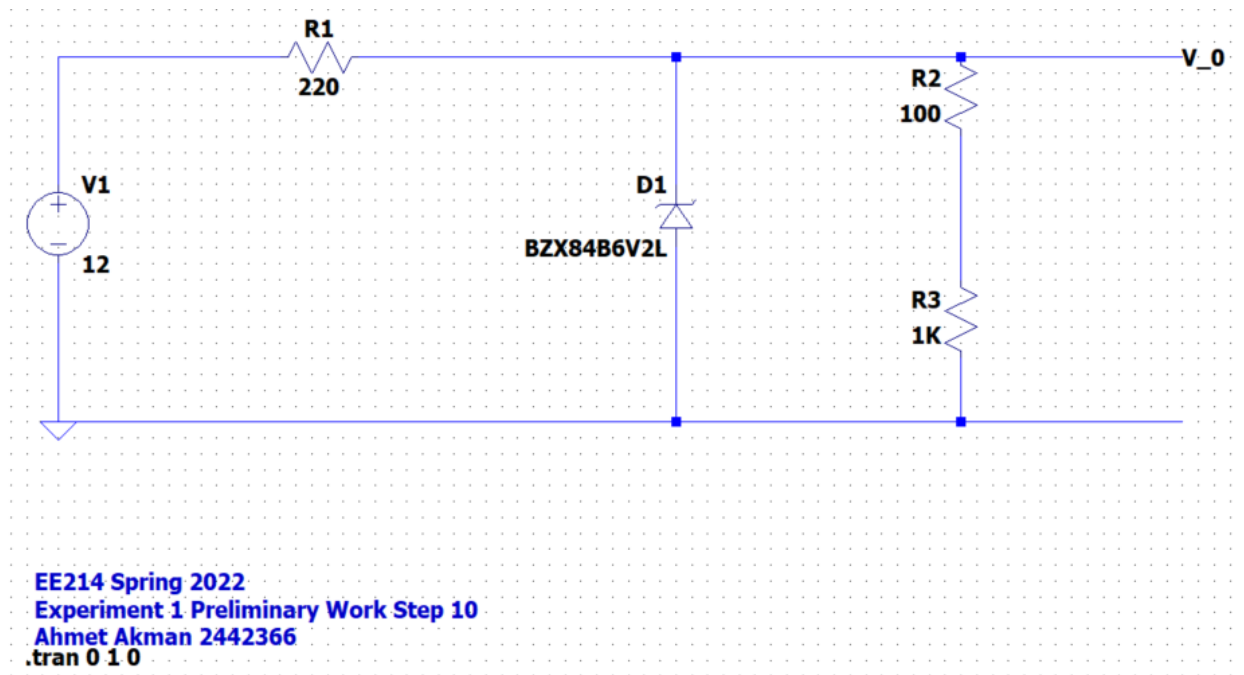 R1
220
V_0
R2
100
V1
12
D1
BZX84B6V2L
R3
1K
EE214 Spring 2022
Experiment 1 Preliminary Work Step 10
Ahmet Akman 2442366
.tran 0 1 0